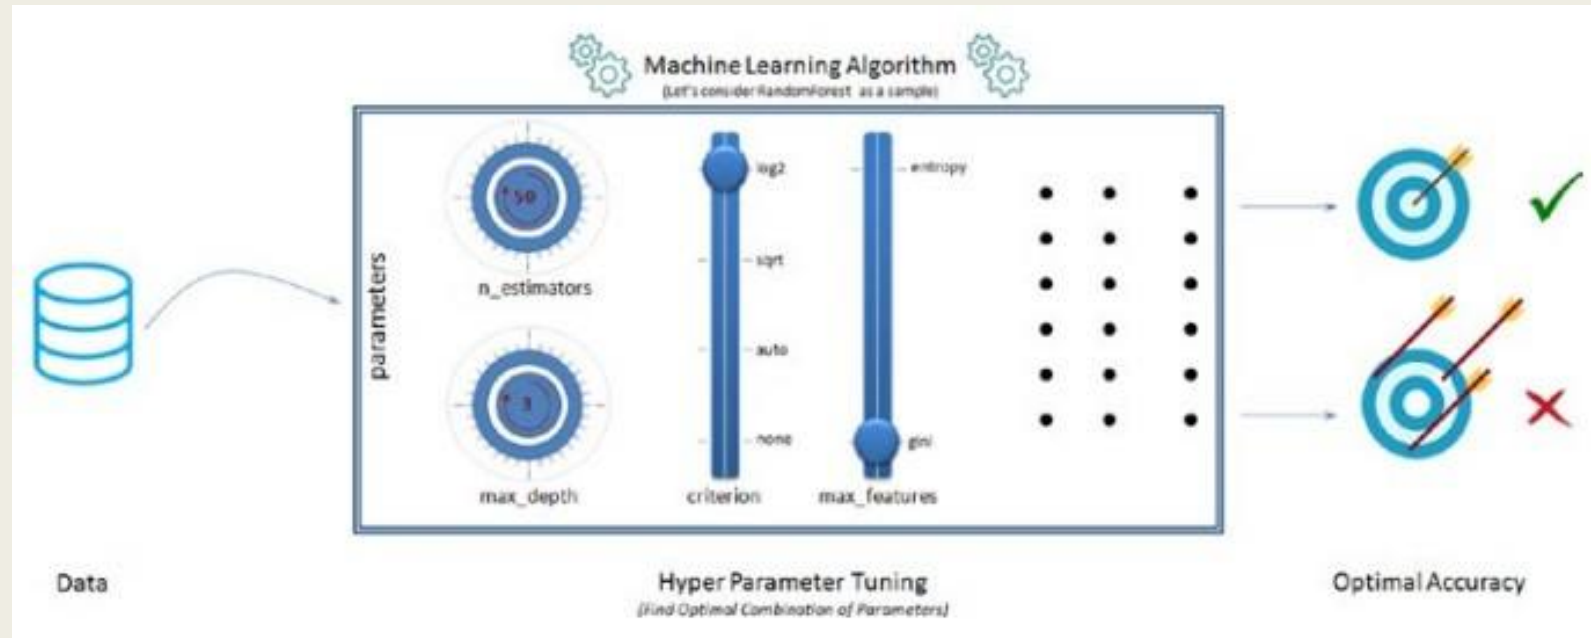 Machine Learning Algorithm
(Let's consider RandomForest as a sample)
parameters
50
n_estimators
3
max_depth
log2
sqrt
auto
none
criterion
entropy
gini
max_features
Data
Hyper Parameter Tuning
(Find Optimal Combination of Parameters)
Optimal Accuracy